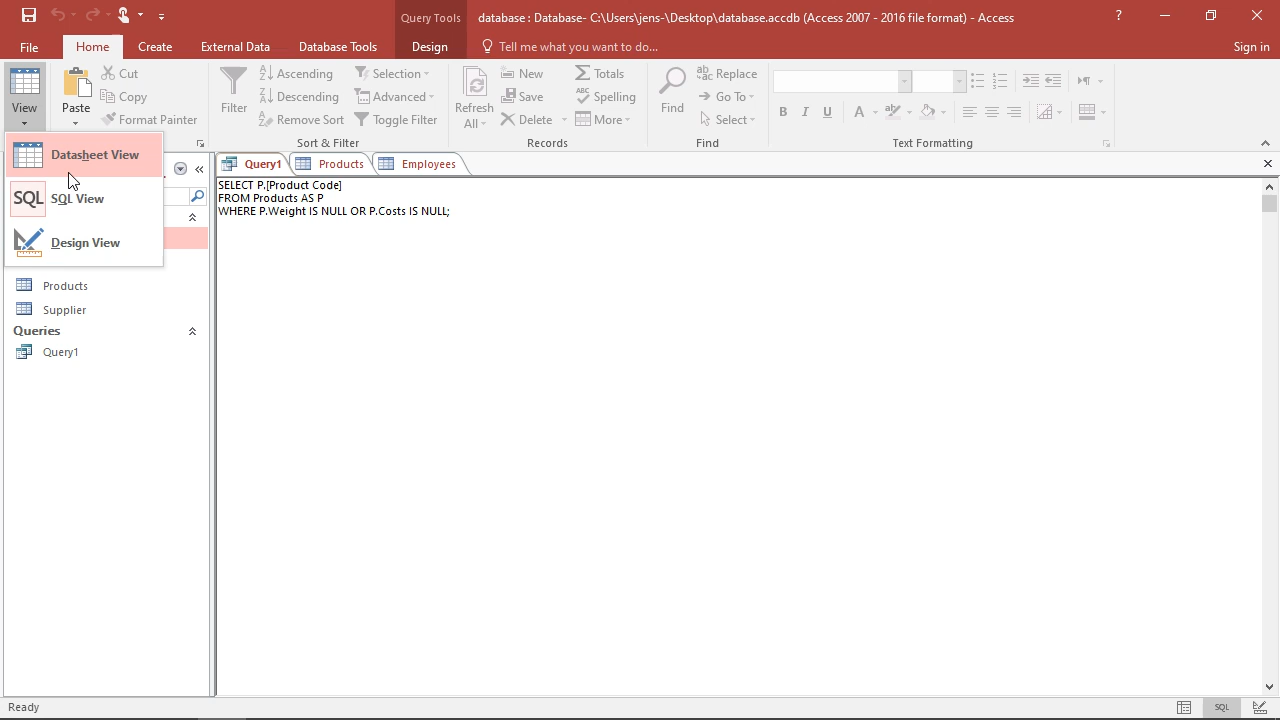 Query Tools
database : Database- C:\Users\jens-\Desktop\database.accdb (Access 2007 - 2016 file format) - Access
?
File
Home
Create
External Data
Database Tools
Design
Tell me what you want to do...
Sign in
View
Paste
Cut
Copy
Format Painter
Filter
Ascending
Descending
Remove Sort
Selection
Advanced
Toggle Filter
Sort & Filter
Refresh
All
New
Save
Delete
Totals
Spelling
More
Records
Find
Replace
Go To
Select
Find
B I U
A
Text Formatting
Datasheet View
SQL SQL View
Design View
Products
Supplier
Queries
Query1
Query1
Products
Employees
SELECT P.[Product Code]
FROM Products AS P
WHERE P.Weight IS NULL OR P.Costs IS NULL;
Ready
SQL